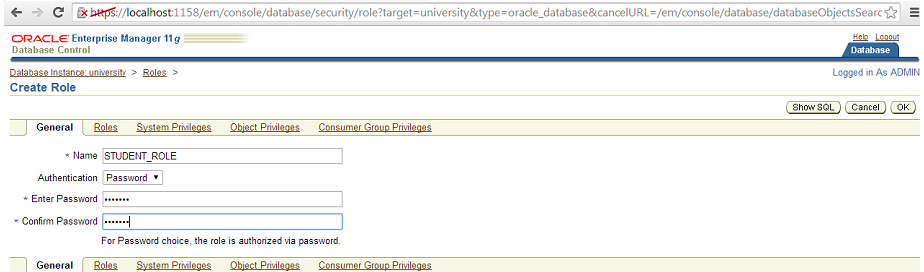 https://localhost:1158/em/console/database/security/role?target=university&type=oracle_database&cancelURL=/em/console/database/databaseObjectsSearc
ORACLE Enterprise Manager 11g
Database Control
Help Logout
Database
Database Instance: university > Roles >
Logged in As ADMIN
Create Role
Show SQL Cancel OK
General Roles System Privileges Object Privileges Consumer Group Privileges
* Name STUDENT_ROLE
Authentication Password
* Enter Password •••••••
* Confirm Password •••••••
For Password choice, the role is authorized via password.
General Roles System Privileges Object Privileges Consumer Group Privileges